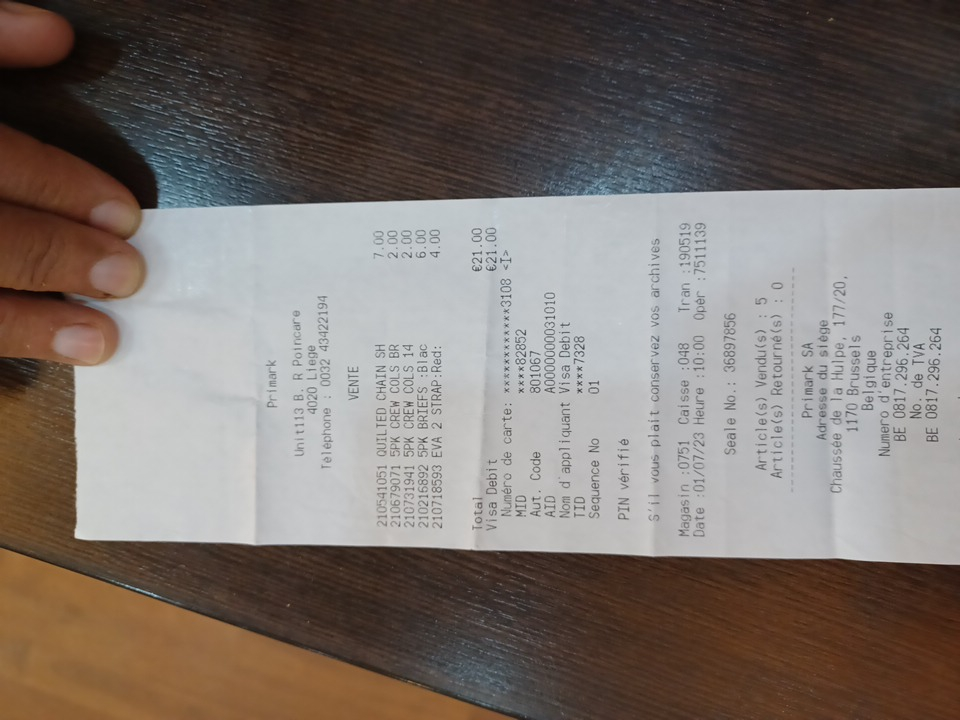 Primark
Unit113 B. R Poincare
4020 Liege
Téléphone : 0032 43422194
VENTE
210541051 QUILTED CHAIN SH 7.00
210679071 5PK CREW COLS BR 2.00
210731941 5PK CREW COLS 14 2.00
210216892 5PK BRIEFS :Blac 6.00
210718593 EVA 2 STRAP:Red: 4.00
Total €21.00
Visa Debit €21.00
Numéro de carte: ************3108 <I>
MID ****82852
Aut. Code 801067
AID A0000000031010
Nom d'appliquant Visa Debit
TID ****7328
Sequence No 01
PIN vérifié
S'il vous plait conservez vos archives
Magasin :0751 Caisse :048 Tran :190519
Date :01/07/23 Heure :10:00 Opér :7511139
Seale No.: 36897856
Article(s) Vendu(s) : 5
Article(s) Retourné(s) : 0
Primark SA
Adresse du siège
Chaussée de la Hulpe, 177/20,
1170 Brussels
Belgique
Numero d'entreprise
BE 0817.296.264
No. de TVA
BE 0817.296.264